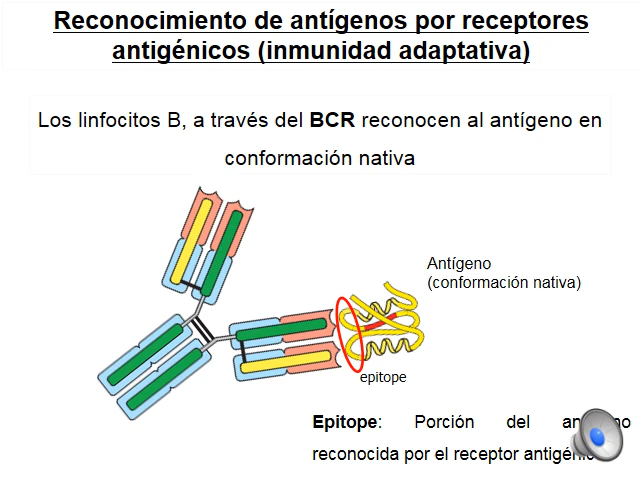 Reconocimiento de antígenos por receptores
antigénicos (inmunidad adaptativa)
Los linfocitos B, a través del BCR reconocen al antígeno en
conformación nativa
Antígeno
(conformación nativa)
epitope
Epitope: Porción del
reconocida por el receptor